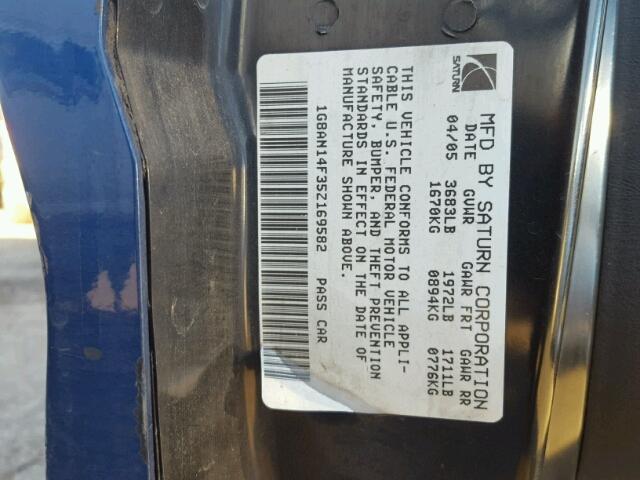 SATURN
MFD BY SATURN CORPORATION
DATE GVWR GAWR FRT GAWR RR
04/05 3683LB 1972LB 1711LB
1670KG 0894KG 0776KG
THIS VEHICLE CONFORMS TO ALL APPLI-
CABLE U.S. FEDERAL MOTOR VEHICLE
SAFETY, BUMPER, AND THEFT PREVENTION
STANDARDS IN EFFECT ON THE DATE OF
MANUFACTURE SHOWN ABOVE.
1G8AN14F35Z169582 PASS CAR